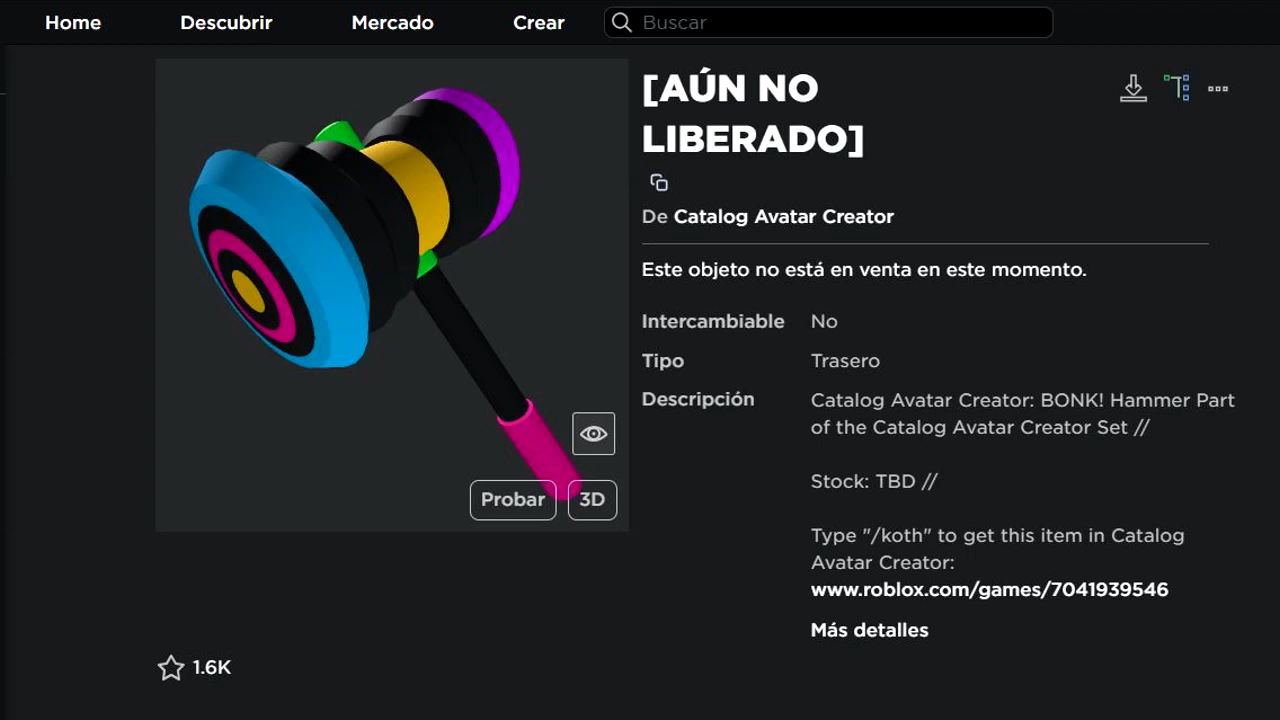 Home Descubrir Mercado Crear Buscar
[AÚN NO
LIBERADO]
De Catalog Avatar Creator
Este objeto no está en venta en este momento.
Intercambiable No
Tipo Trasero
Descripción Catalog Avatar Creator: BONK! Hammer Part
of the Catalog Avatar Creator Set //
Stock: TBD //
Type "/koth" to get this item in Catalog
Avatar Creator:
www.roblox.com/games/7041939546
Más detalles
Probar 3D
1.6K